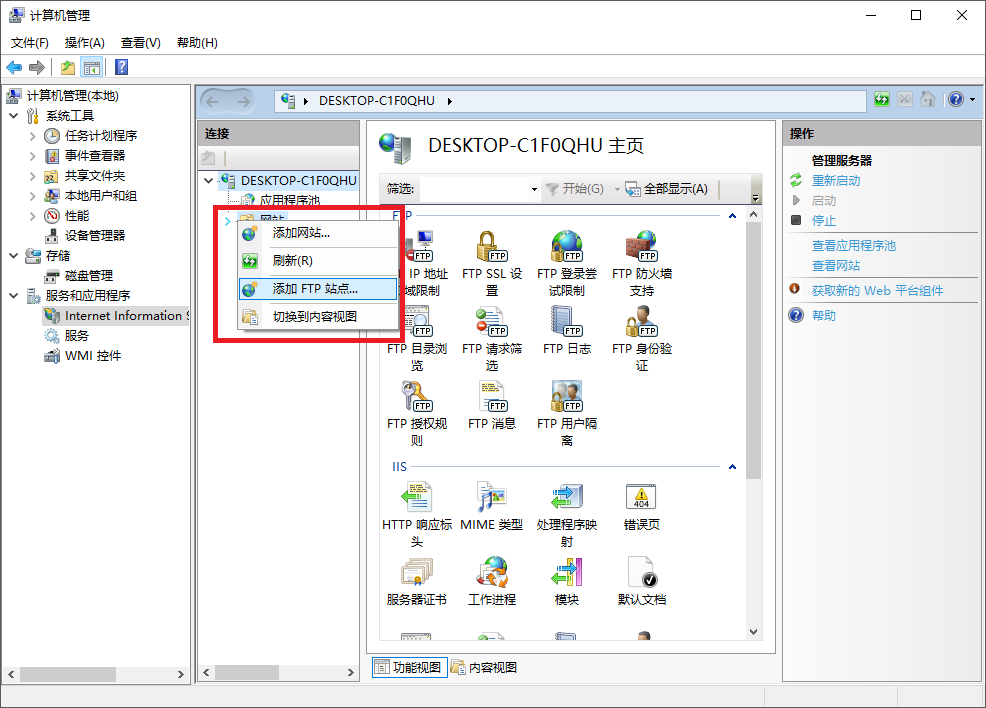 计算机管理
文件(F) 操作(A) 查看(V) 帮助(H)
计算机管理(本地)
系统工具
任务计划程序
事件查看器
共享文件夹
本地用户和组
性能
设备管理器
存储
磁盘管理
服务和应用程序
Internet Information S
服务
WMI 控件
DESKTOP-C1F0QHU
连接
DESKTOP-C1F0QHU
应用程序池
网站
添加网站...
刷新(R)
添加 FTP 站点...
切换到内容视图
DESKTOP-C1F0QHU 主页
筛选: 开始(G) 全部显示(A)
FTP
IP 地址
域限制
FTP SSL 设
置
FTP 登录尝
试限制
FTP 防火墙
支持
FTP 目录浏
览
FTP 请求筛
选
FTP 日志
FTP 身份验
证
FTP 授权规
则
FTP 消息
FTP 用户隔
离
IIS
HTTP 响应标
头
MIME 类型
处理程序映
射
404
错误页
服务器证书
工作进程
模块
默认文档
功能视图 内容视图
操作
管理服务器
重新启动
启动
停止
查看应用程序池
查看网站
获取新的 Web 平台组件
帮助